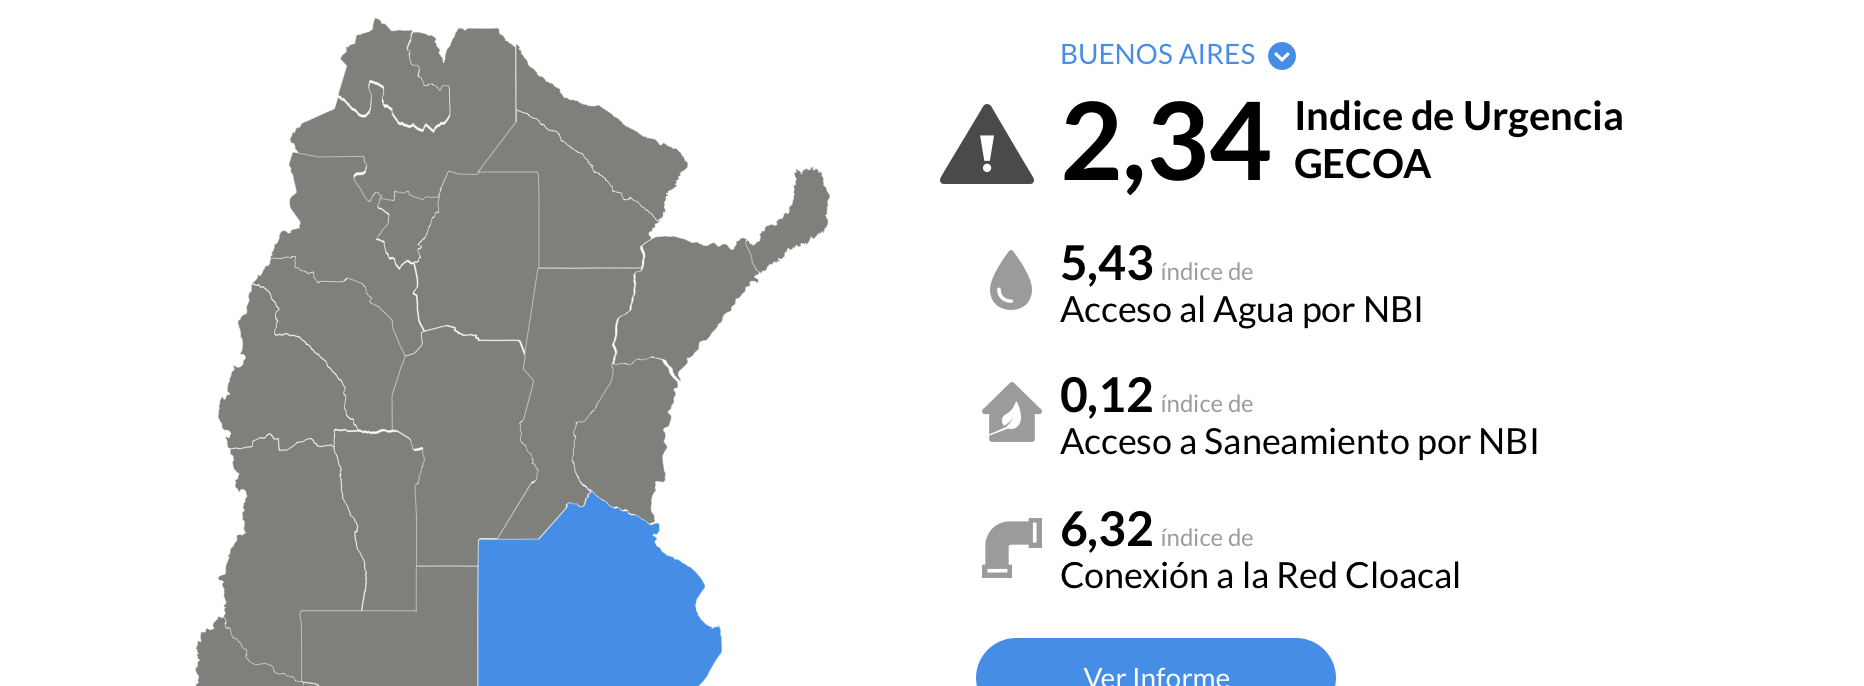 BUENOS AIRES
2,34 Indice de Urgencia
GECOA
5,43 índice de
Acceso al Agua por NBI
0,12 índice de
Acceso a Saneamiento por NBI
6,32 índice de
Conexión a la Red Cloacal
Ver Informe